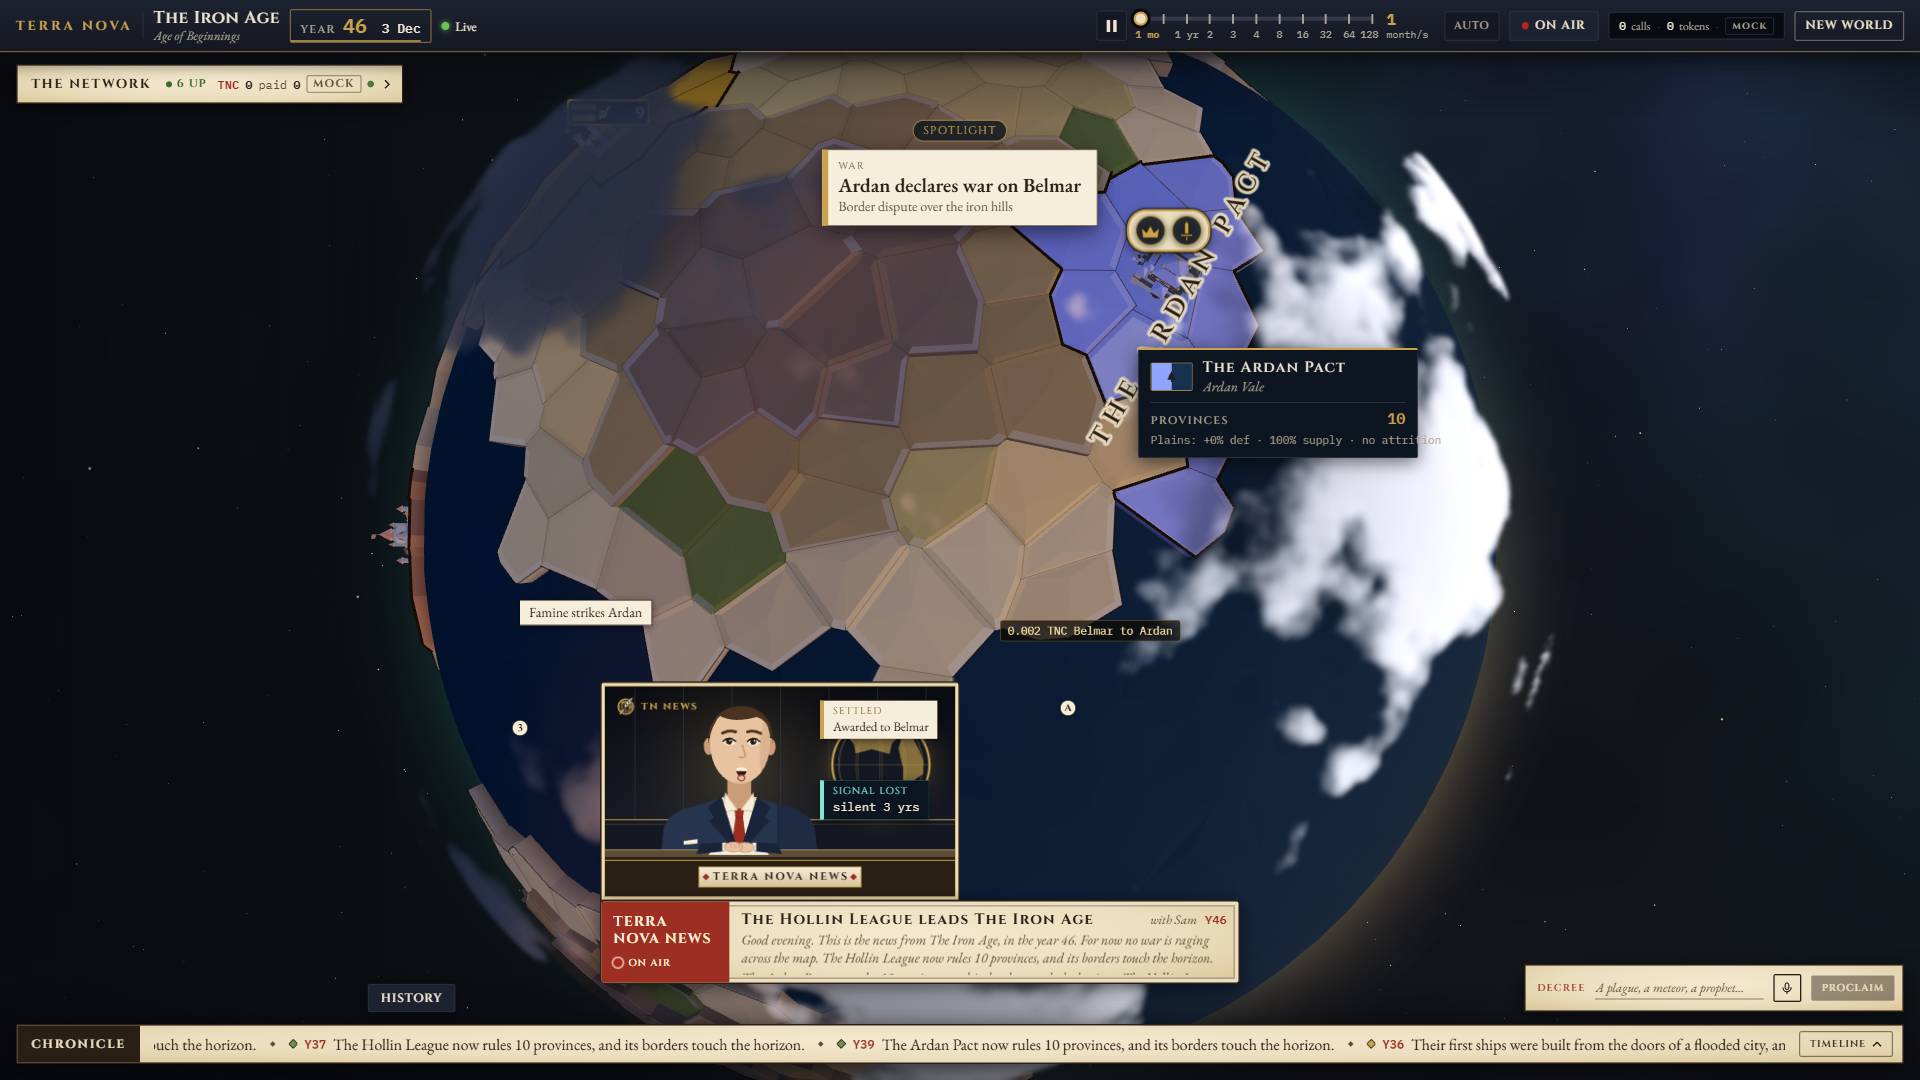 TERRA NOVA
THE IRON AGE
Age of Beginnings
YEAR 46 3 Dec
Live
1 mo 1 yr 2 3 4 8 16 32 64 128
1 month/s
AUTO
ON AIR
0 calls · 0 tokens · MOCK
NEW WORLD
THE NETWORK 6 UP TNC 0 paid 0 MOCK
9
SPOTLIGHT
WAR
Ardan declares war on Belmar
Border dispute over the iron hills
THE ARDAN PACT
THE ARDAN PACT
Ardan Vale
PROVINCES 10
Plains: +0% def · 100% supply · no attrition
Famine strikes Ardan
0.002 TNC Belmar to Ardan
3
A
TN NEWS
SETTLED
Awarded to Belmar
SIGNAL LOST
silent 3 yrs
TERRA NOVA NEWS
TERRA
NOVA NEWS
ON AIR
THE HOLLIN LEAGUE LEADS THE IRON AGE
with Sam Y46
Good evening. This is the news from The Iron Age, in the year 46. For now no war is raging
across the map. The Hollin League now rules 10 provinces, and its borders touch the horizon.
HISTORY
DECREE A plague, a meteor, a prophet... PROCLAIM
CHRONICLE
ouch the horizon. ◆ Y37 The Hollin League now rules 10 provinces, and its borders touch the horizon. ◆ Y39 The Ardan Pact now rules 10 provinces, and its borders touch the horizon. ◆ Y36 Their first ships were built from the doors of a flooded city, an
TIMELINE